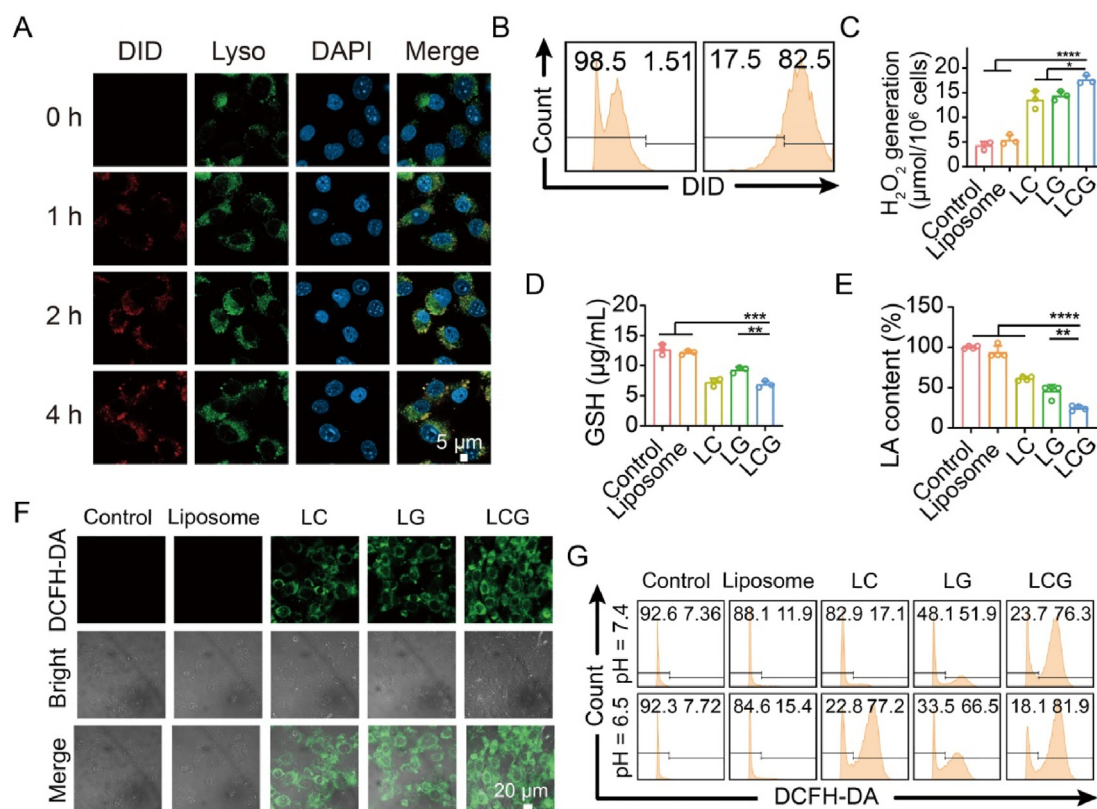 A
DID Lyso DAPI Merge
0 h
1 h
2 h
4 h
5 μm
B
98.5 1.51 17.5 82.5
Count
DID
C
H₂O₂ generation
(μmol/10⁶ cells)
****
*
20
15
10
5
0
Control
Liposome
LC
LG
LCG
D
GSH (μg/mL)
***
**
20
15
10
5
0
Control
Liposome
LC
LG
LCG
E
LA content (%)
****
**
150
100
50
0
Control
Liposome
LC
LG
LCG
F
Control Liposome LC LG LCG
DCFH-DA
Bright
Merge
20 μm
G
Control Liposome LC LG LCG
pH = 7.4
92.6 7.36 88.1 11.9 82.9 17.1 48.1 51.9 23.7 76.3
pH = 6.5
92.3 7.72 84.6 15.4 22.8 77.2 33.5 66.5 18.1 81.9
Count
DCFH-DA